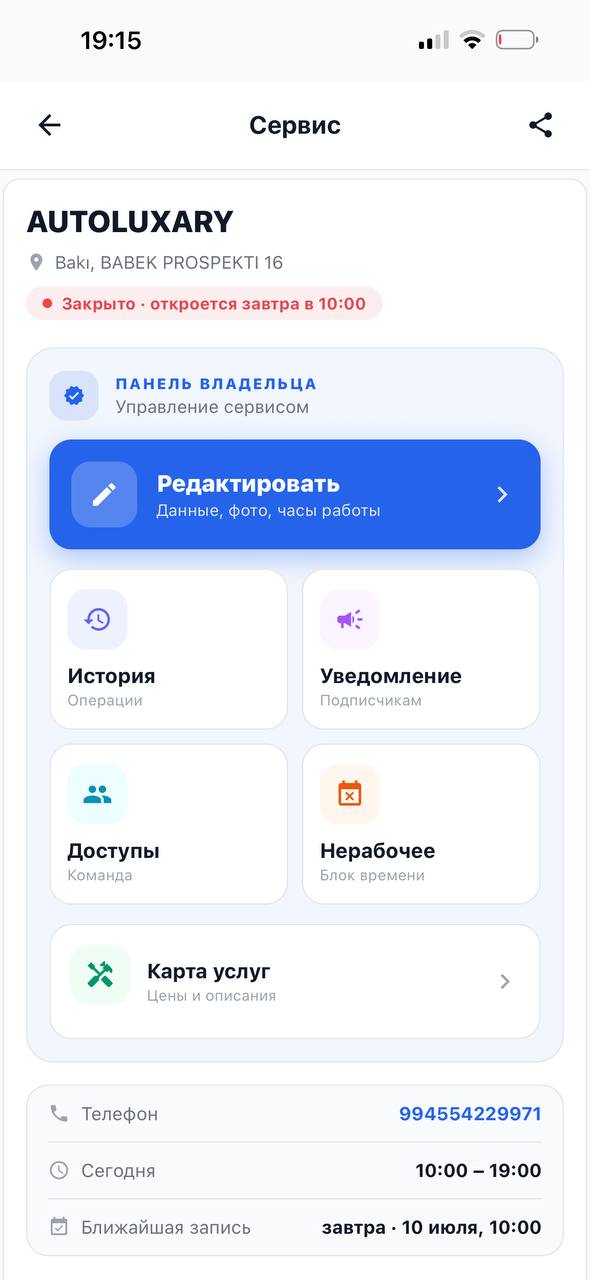 19:15
Сервис
AUTOLUXARY
Bakı, BABEK PROSPEKTI 16
Закрыто · откроется завтра в 10:00
ПАНЕЛЬ ВЛАДЕЛЬЦА
Управление сервисом
Редактировать
Данные, фото, часы работы
История
Операции
Уведомление
Подписчикам
Доступы
Команда
Нерабочее
Блок времени
Карта услуг
Цены и описания
Телефон 994554229971
Сегодня 10:00 – 19:00
Ближайшая запись завтра · 10 июля, 10:00